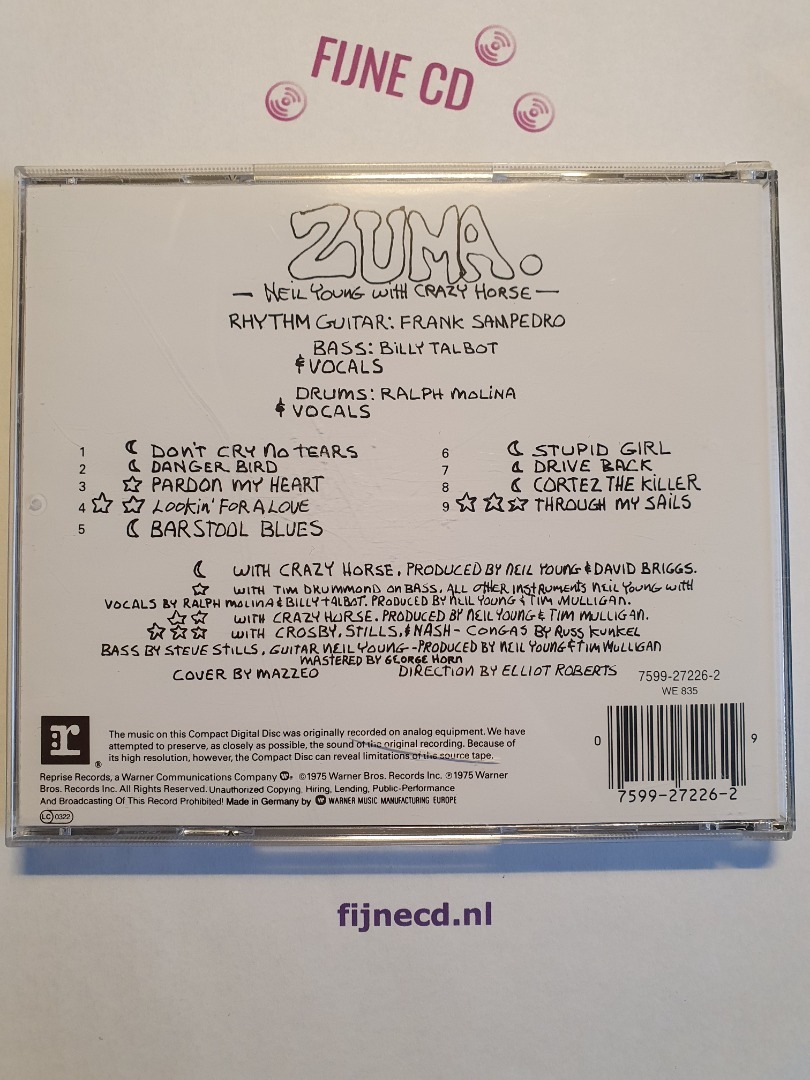 FIJNE CD
ZUMA.
— NEIL YOUNG WITH CRAZY HORSE —
RHYTHM GUITAR: FRANK SAMPEDRO
BASS: BILLY TALBOT
& VOCALS
DRUMS: RALPH MOLINA
& VOCALS
1 ☾ DON'T CRY NO TEARS
2 ☾ DANGER BIRD
3 ☆ PARDON MY HEART
4 ☆ ☆ LOOKIN' FOR A LOVE
5 ☾ BARSTOOL BLUES
6 ☾ STUPID GIRL
7 ☾ DRIVE BACK
8 ☾ CORTEZ THE KILLER
9 ☆ ☆ ☆ THROUGH MY SAILS
☾ WITH CRAZY HORSE. PRODUCED BY NEIL YOUNG & DAVID BRIGGS.
☆ WITH TIM DRUMMOND ON BASS. ALL OTHER INSTRUMENTS NEIL YOUNG WITH
VOCALS BY RALPH MOLINA & BILLY TALBOT. PRODUCED BY NEIL YOUNG & TIM MULLIGAN.
☆ ☆ WITH CRAZY HORSE. PRODUCED BY NEIL YOUNG & TIM MULLIGAN.
☆ ☆ ☆ WITH CROSBY, STILLS, & NASH - CONGAS BY RUSS KUNKEL
BASS BY STEVE STILLS, GUITAR NEIL YOUNG - PRODUCED BY NEIL YOUNG & TIM MULLIGAN
MASTERED BY GEORGE HORN
COVER BY MAZZEO DIRECTION BY ELLIOT ROBERTS
7599-27226-2
WE 835
r ®
The music on this Compact Digital Disc was originally recorded on analog equipment. We have
attempted to preserve, as closely as possible, the sound of the original recording. Because of
its high resolution, however, the Compact Disc can reveal limitations of the source tape.
Reprise Records, a Warner Communications Company. ©1975 Warner Bros. Records Inc. ℗1975 Warner
Bros. Records Inc. All Rights Reserved. Unauthorized Copying, Hiring, Lending, Public-Performance
And Broadcasting Of This Record Prohibited! Made in Germany by WARNER MUSIC MANUFACTURING EUROPE
LC 0322
0 9
7599-27226-2
fijnecd.nl